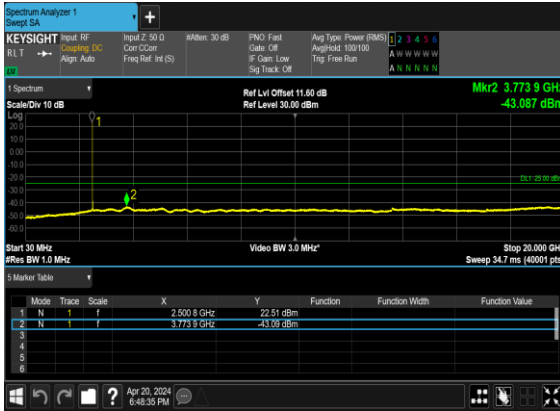 Spectrum Analyzer 1
Swept SA
+
KEYSIGHT Input: RF Input Z: 50 Ω #Atten: 30 dB PNO: Fast Avg Type: Power (RMS) 1 2 3 4 5 6
RLT Coupling: DC Corr CCorr Gate: Off Avg|Hold: 100/100 A W W W W W
Align: Auto Freq Ref: Int (S) IF Gain: Low Trig: Free Run
Sig Track: Off A N N N N N
1 Spectrum Ref Lvl Offset 11.60 dB Mkr2 3.773 9 GHz
Scale/Div 10 dB Ref Level 30.00 dBm -43.087 dBm
Log
20.0
10.0
0.00
-10.0
-20.0
-30.0
-40.0
-50.0
-60.0
1
2
DL1 -25.00 dBm
Start 30 MHz Video BW 3.0 MHz* Stop 20.000 GHz
#Res BW 1.0 MHz Sweep 34.7 ms (40001 pts)
5 Marker Table
Mode Trace Scale X Y Function Function Width Function Value
1 N 1 f 2.500 8 GHz 22.51 dBm
2 N 1 f 3.773 9 GHz -43.09 dBm
3
4
5
6
? Apr 20, 2024
6:48:35 PM